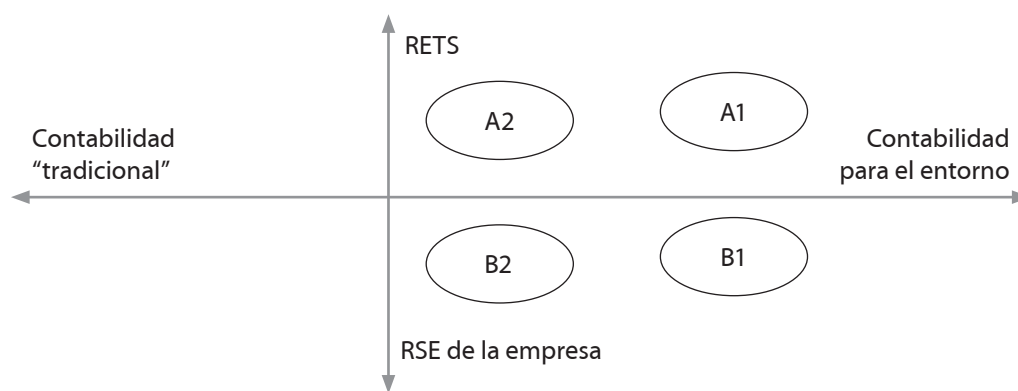 RETS
A2
A1
Contabilidad
“tradicional”
Contabilidad
para el entorno
B2
B1
RSE de la empresa